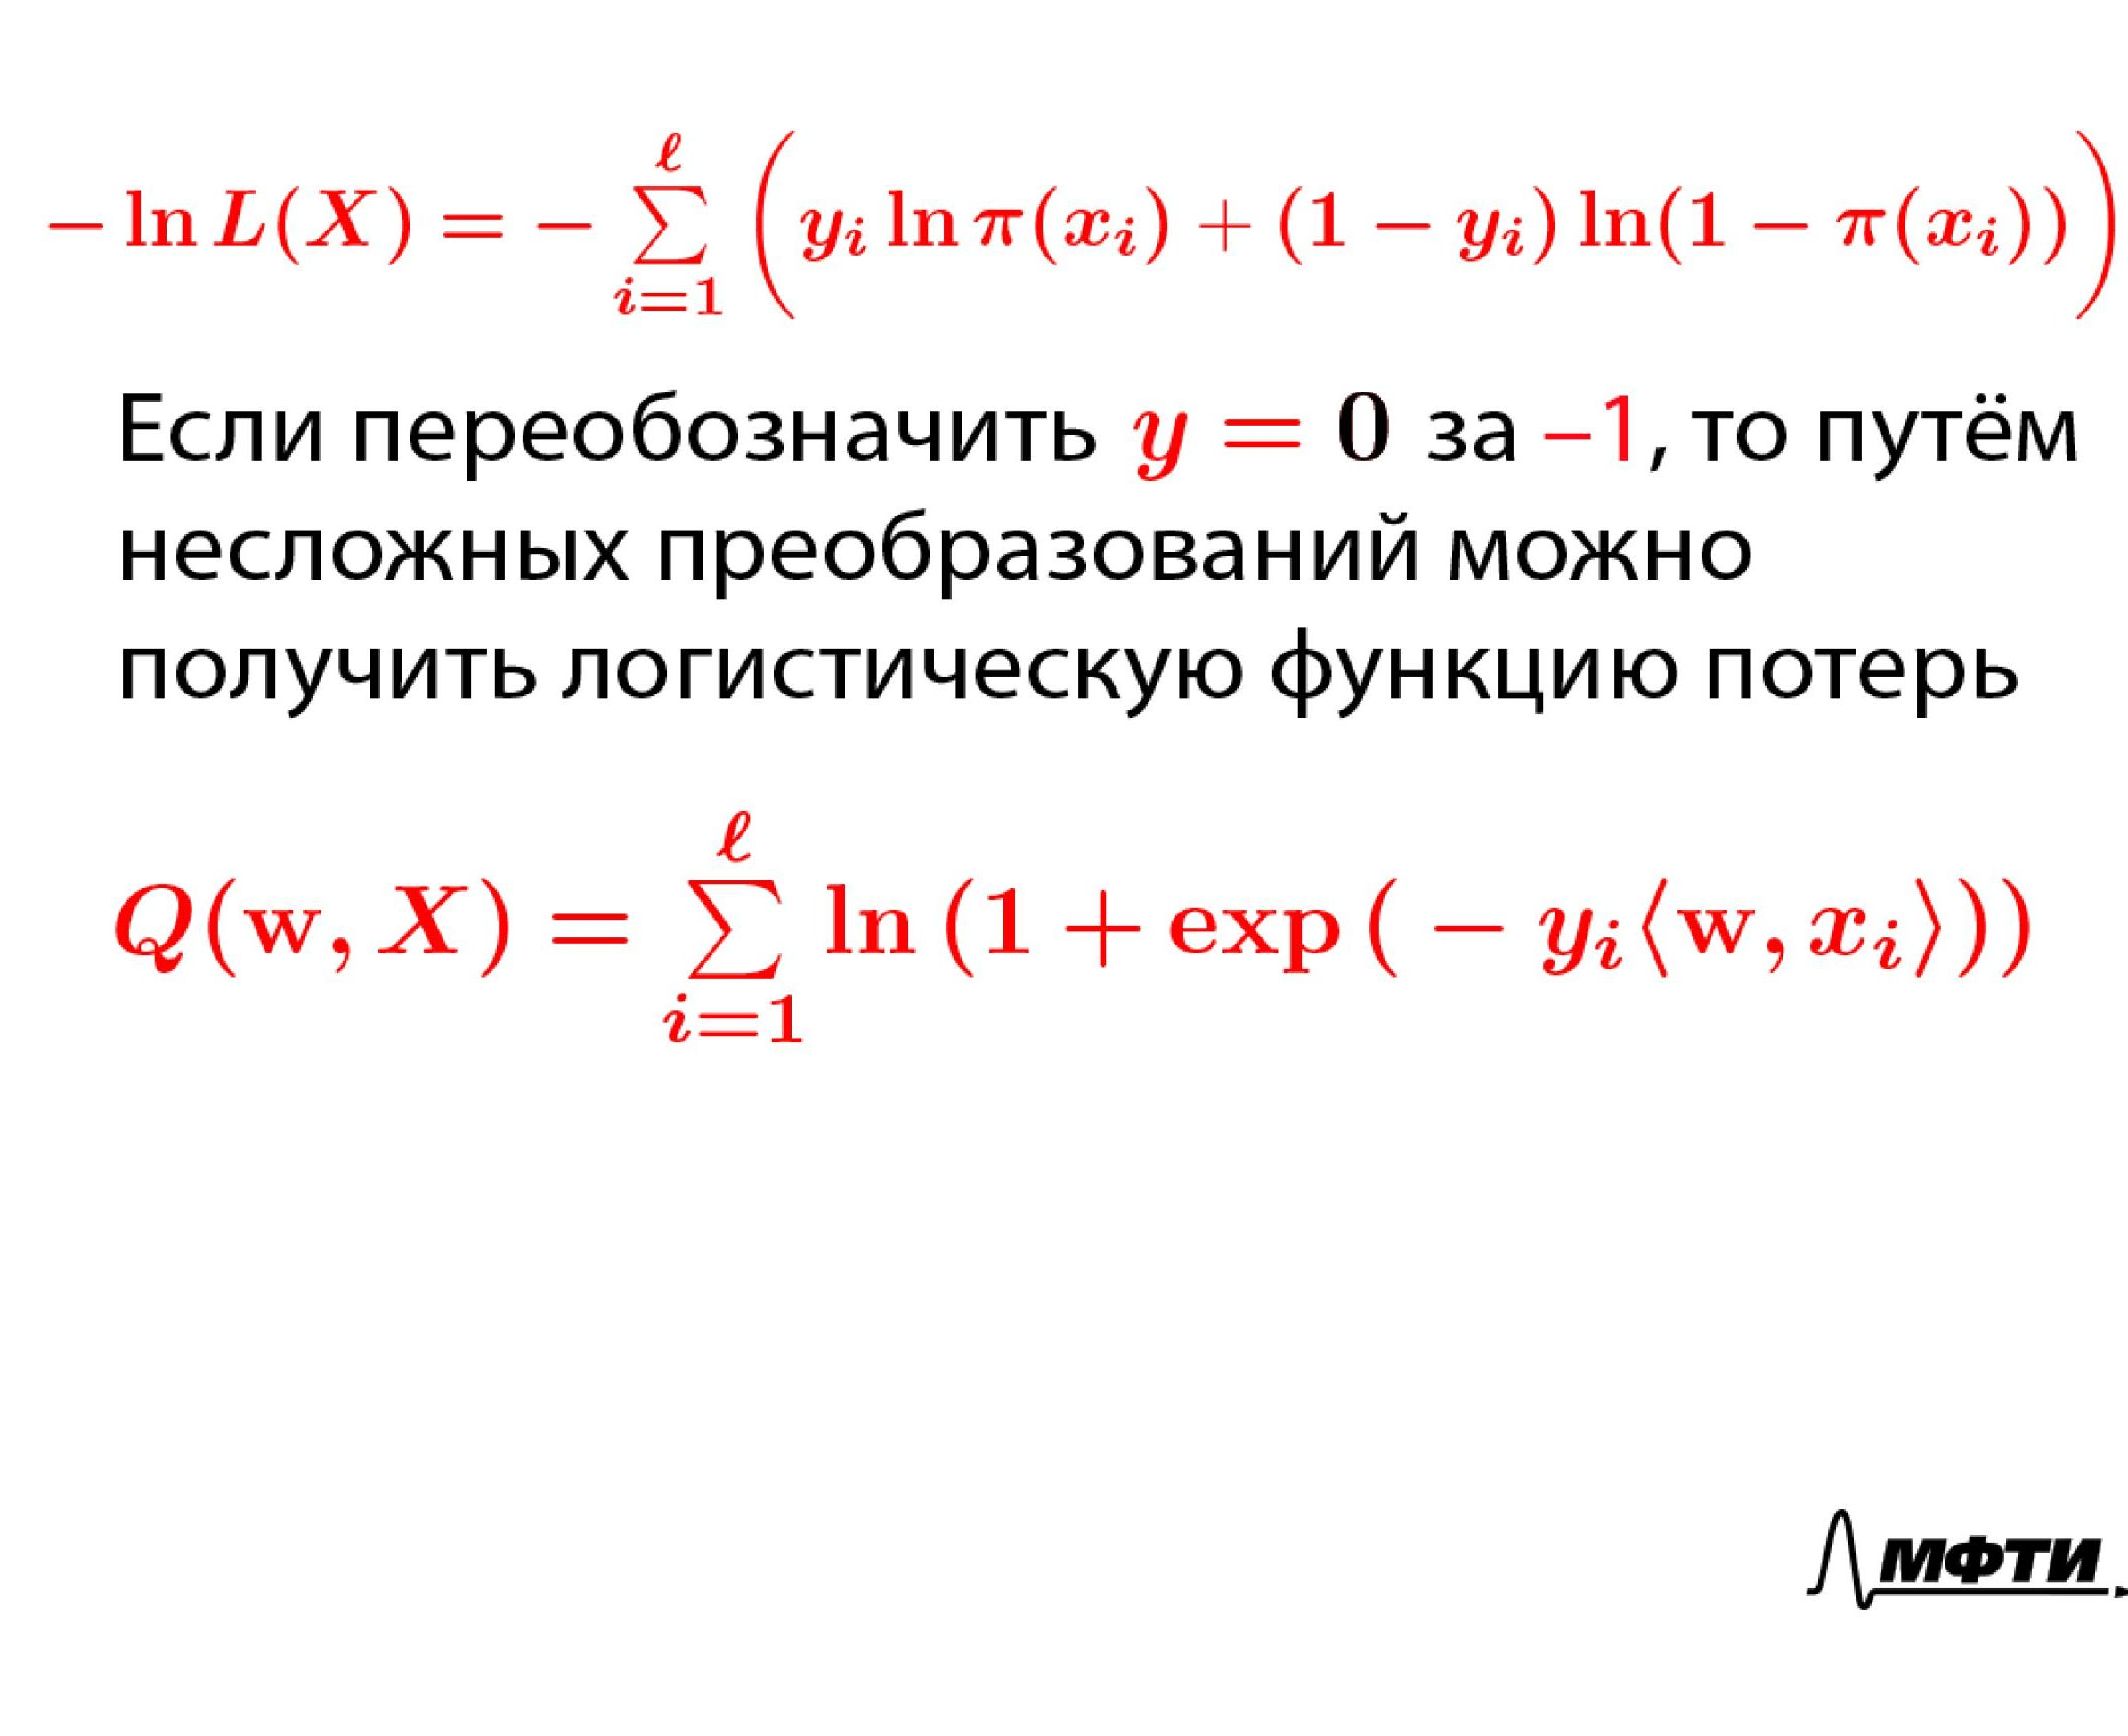 − ln L(X) = − ∑_{i=1}^{ℓ} ( y_i ln π(x_i) + (1 − y_i) ln(1 − π(x_i)) )
Если переобозначить y = 0 за −1, то путём
несложных преобразований можно
получить логистическую функцию потерь
Q(w, X) = ∑_{i=1}^{ℓ} ln (1 + exp ( − y_i⟨w, x_i⟩))
МФТИ